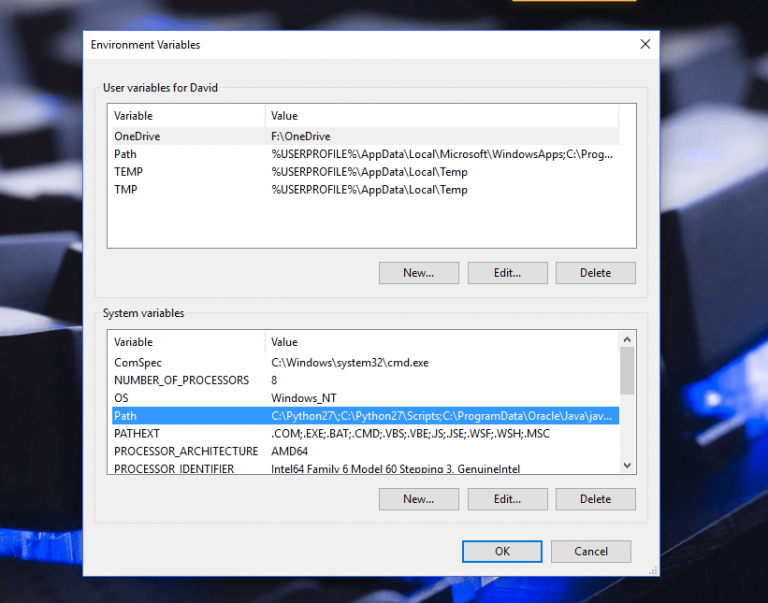 Environment Variables
User variables for David
Variable Value
OneDrive F:\OneDrive
Path %USERPROFILE%\AppData\Local\Microsoft\WindowsApps;C:\Prog...
TEMP %USERPROFILE%\AppData\Local\Temp
TMP %USERPROFILE%\AppData\Local\Temp
New... Edit... Delete
System variables
Variable Value
ComSpec C:\Windows\system32\cmd.exe
NUMBER_OF_PROCESSORS 8
OS Windows_NT
Path C:\Python27\;C:\Python27\Scripts;C:\ProgramData\Oracle\Java\jav...
PATHEXT .COM;.EXE;.BAT;.CMD;.VBS;.VBE;.JS;.JSE;.WSF;.WSH;.MSC
PROCESSOR_ARCHITECTURE AMD64
PROCESSOR_IDENTIFIER Intel64 Family 6 Model 60 Stepping 3, GenuineIntel
New... Edit... Delete
OK Cancel